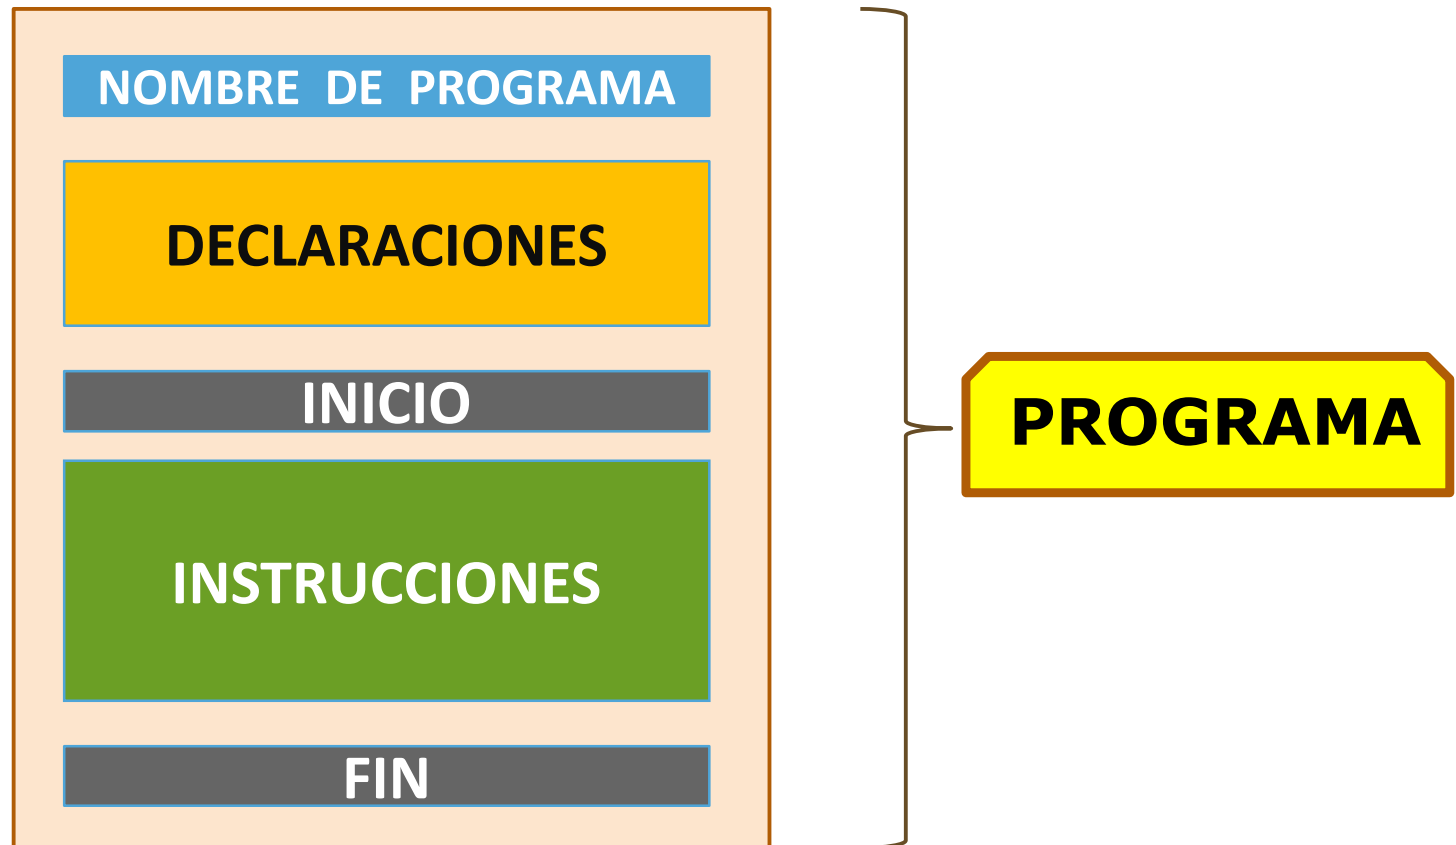 NOMBRE DE PROGRAMA
DECLARACIONES
INICIO
INSTRUCCIONES
FIN
PROGRAMA